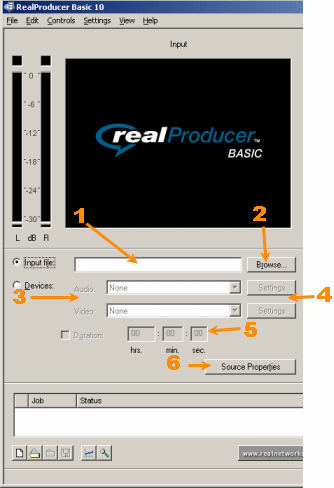 RealProducer Basic 10
File Edit Controls Settings View Help
Input
0
-6
-12
-18
-24
-30
L dB R
realProducer™
BASIC
1
2
Input file:
Browse...
Devices:
3
Audio:
None
Settings
4
Video:
None
Settings
Duration:
00 : 00 : 00
5
hrs. min. sec.
6
Source Properties
Job Status
www.realnetworks